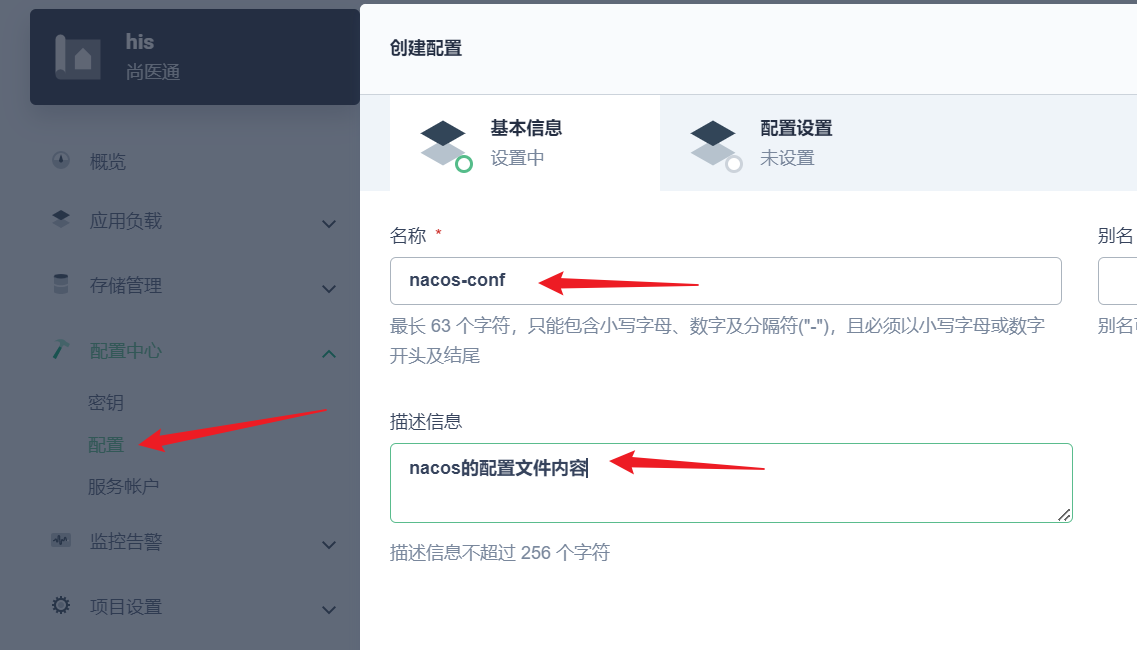 his
尚医通
概览
应用负载
存储管理
配置中心
密钥
配置
服务帐户
监控告警
项目设置
创建配置
基本信息
设置中
配置设置
未设置
名称 *
nacos-conf
最长 63 个字符，只能包含小写字母、数字及分隔符("-")，且必须以小写字母或数字
开头及结尾
别名
别名
描述信息
nacos的配置文件内容
描述信息不超过 256 个字符